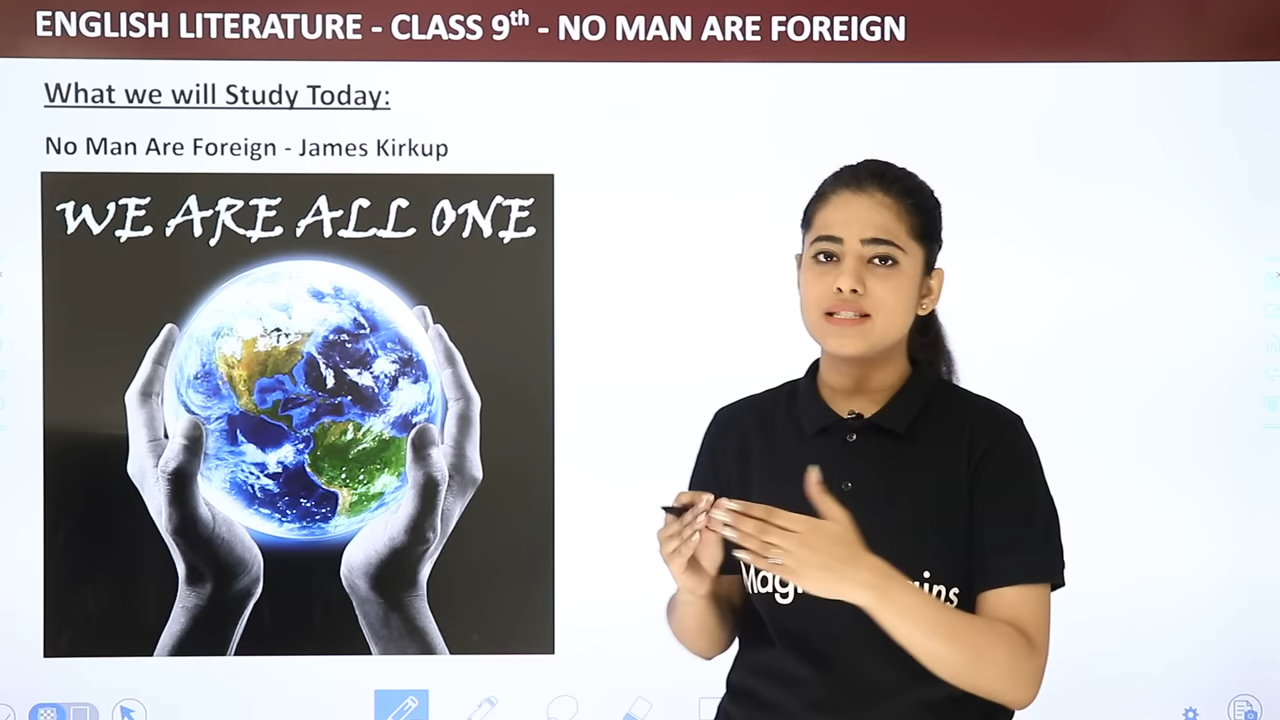 ENGLISH LITERATURE - CLASS 9th - NO MAN ARE FOREIGN
What we will Study Today:
No Man Are Foreign - James Kirkup
WE ARE ALL ONE